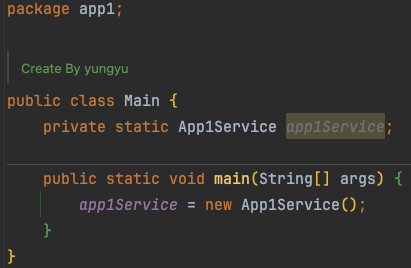 package app1;
Create By yungyu
public class Main {
    private static App1Service app1Service;
    public static void main(String[] args) {
        app1Service = new App1Service();
    }
}